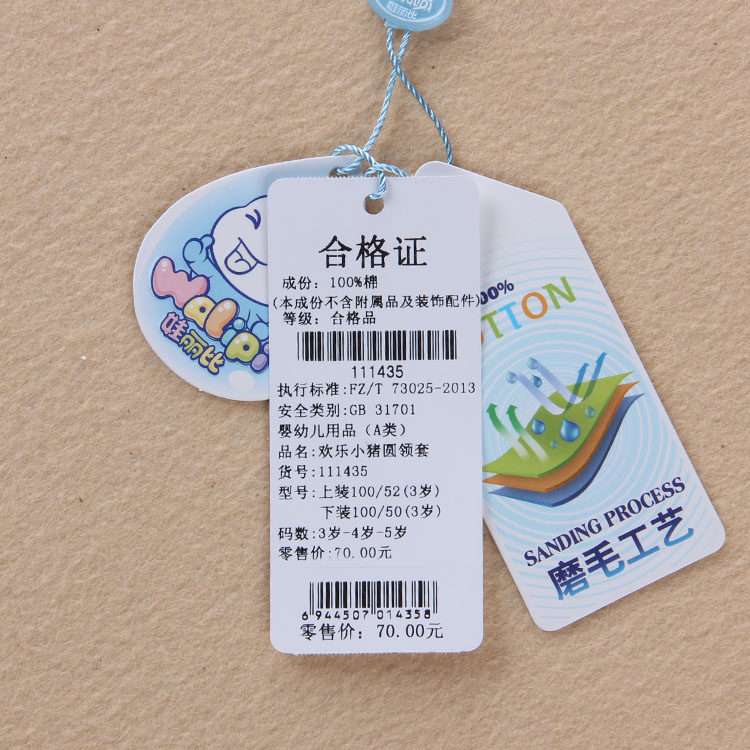 娃丽比
合格证
成份: 100%棉
(本成份不含附属品及装饰配件)
等级: 合格品
111435
执行标准:FZ/T 73025-2013
安全类别:GB 31701
婴幼儿用品（A类）
品名:欢乐小猪圆领套
货号:111435
型号:上装100/52(3岁)
下装100/50(3岁)
码数:3岁-4岁-5岁
零售价:70.00元
6944507014358
零售价: 70.00元
娃丽比
00%
TTON
SANDING PROCESS
磨毛工艺